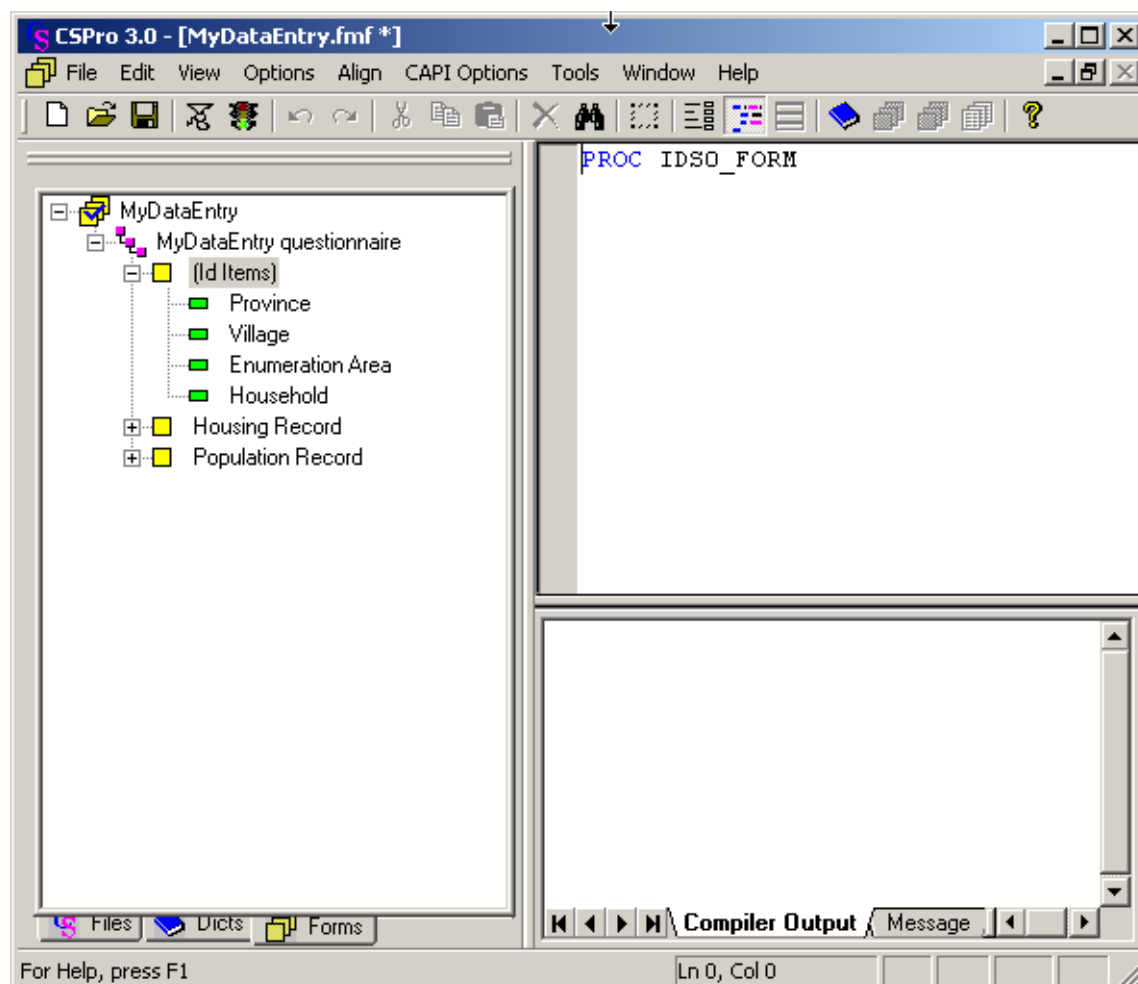 CSPro 3.0 - [MyDataEntry.fmf *]
File Edit View Options Align CAPI Options Tools Window Help
PROC IDS0_FORM
MyDataEntry
MyDataEntry questionnaire
(Id Items)
Province
Village
Enumeration Area
Household
Housing Record
Population Record
Files Dicts Forms
Compiler Output Message
For Help, press F1
Ln 0, Col 0